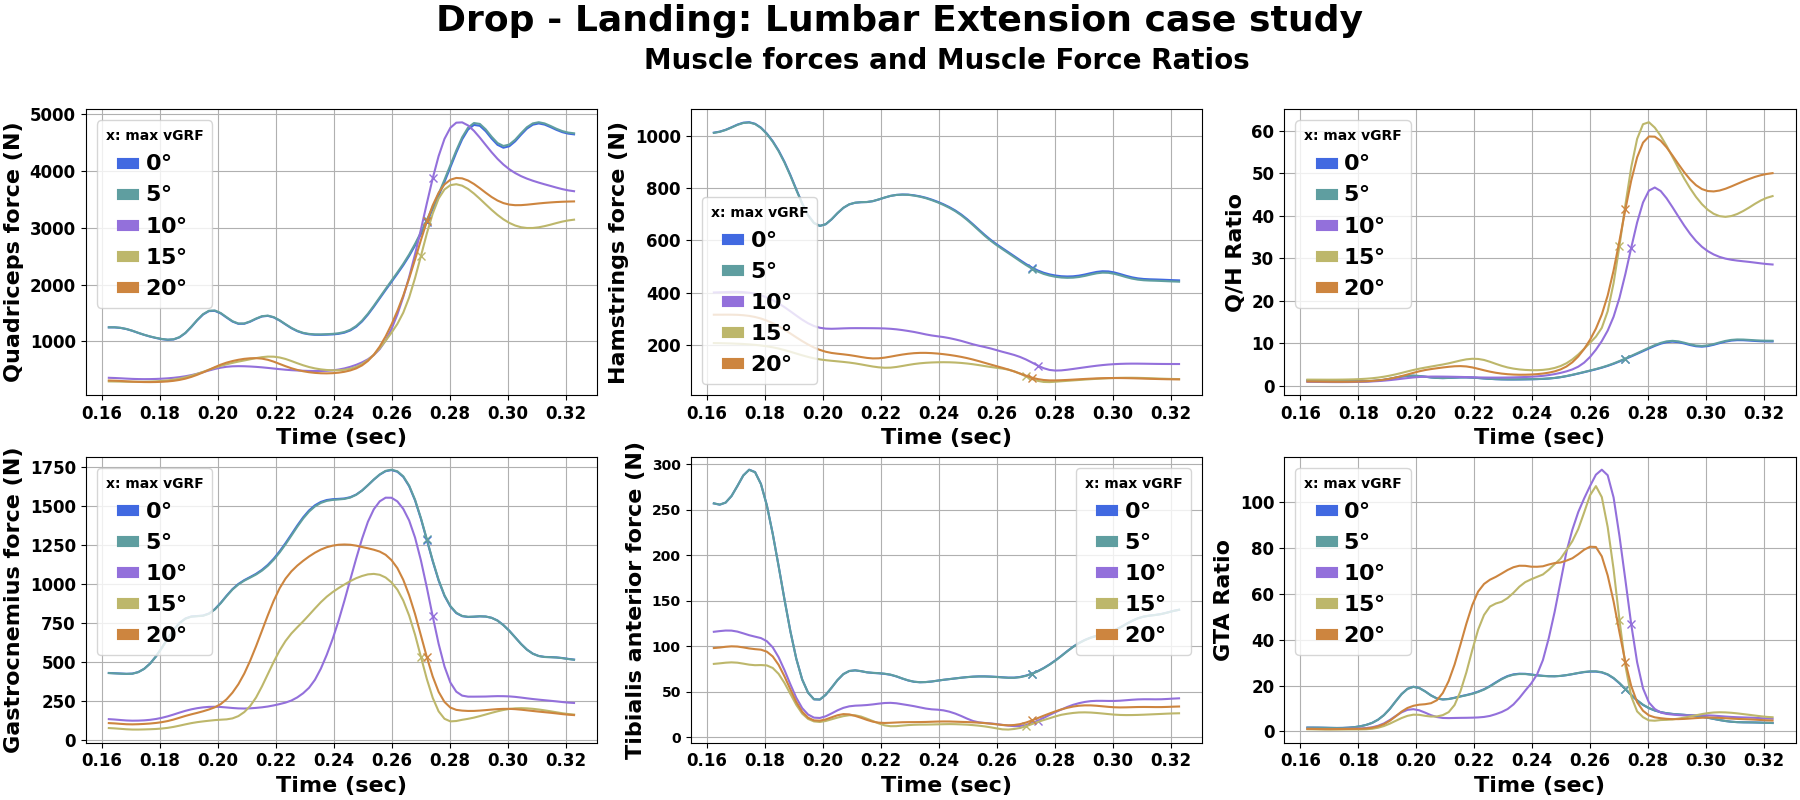 Drop - Landing: Lumbar Extension case study
Muscle forces and Muscle Force Ratios
Quadriceps force (N)
5000
4000
3000
2000
1000
x: max vGRF
0°
5°
10°
15°
20°
0.16 0.18 0.20 0.22 0.24 0.26 0.28 0.30 0.32
Time (sec)
Hamstrings force (N)
1000
800
600
400
200
x: max vGRF
0°
5°
10°
15°
20°
0.16 0.18 0.20 0.22 0.24 0.26 0.28 0.30 0.32
Time (sec)
Q/H Ratio
60
50
40
30
20
10
0
x: max vGRF
0°
5°
10°
15°
20°
0.16 0.18 0.20 0.22 0.24 0.26 0.28 0.30 0.32
Time (sec)
Gastrocnemius force (N)
1750
1500
1250
1000
750
500
250
0
x: max vGRF
0°
5°
10°
15°
20°
0.16 0.18 0.20 0.22 0.24 0.26 0.28 0.30 0.32
Time (sec)
Tibialis anterior force (N)
300
250
200
150
100
50
0
x: max vGRF
0°
5°
10°
15°
20°
0.16 0.18 0.20 0.22 0.24 0.26 0.28 0.30 0.32
Time (sec)
GTA Ratio
100
80
60
40
20
0
x: max vGRF
0°
5°
10°
15°
20°
0.16 0.18 0.20 0.22 0.24 0.26 0.28 0.30 0.32
Time (sec)